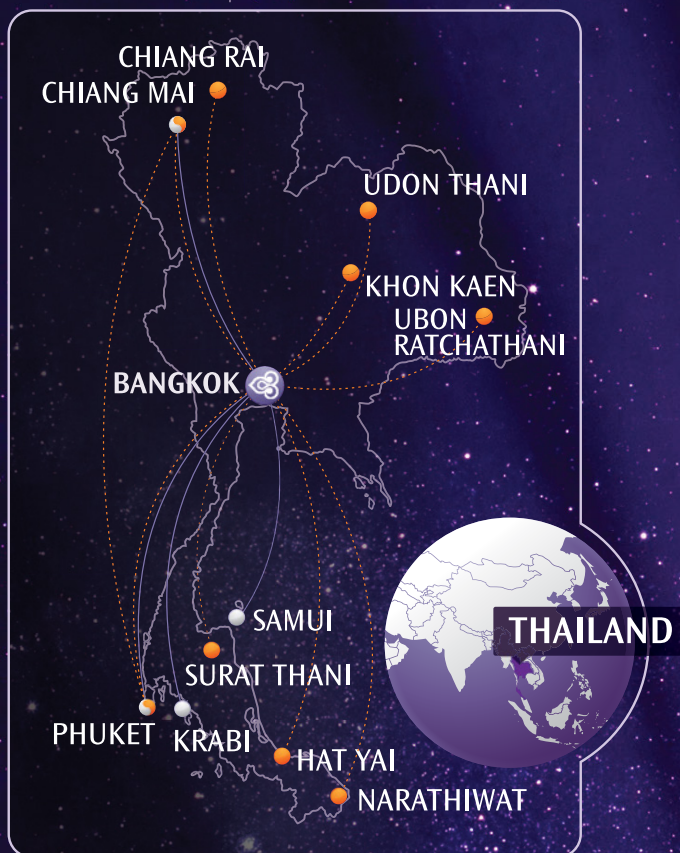 CHIANG RAI
CHIANG MAI
UDON THANI
KHON KAEN
UBON
RATCHATHANI
BANGKOK
SAMUI
THAILAND
SURAT THANI
PHUKET
KRABI
HAT YAI
NARATHIWAT